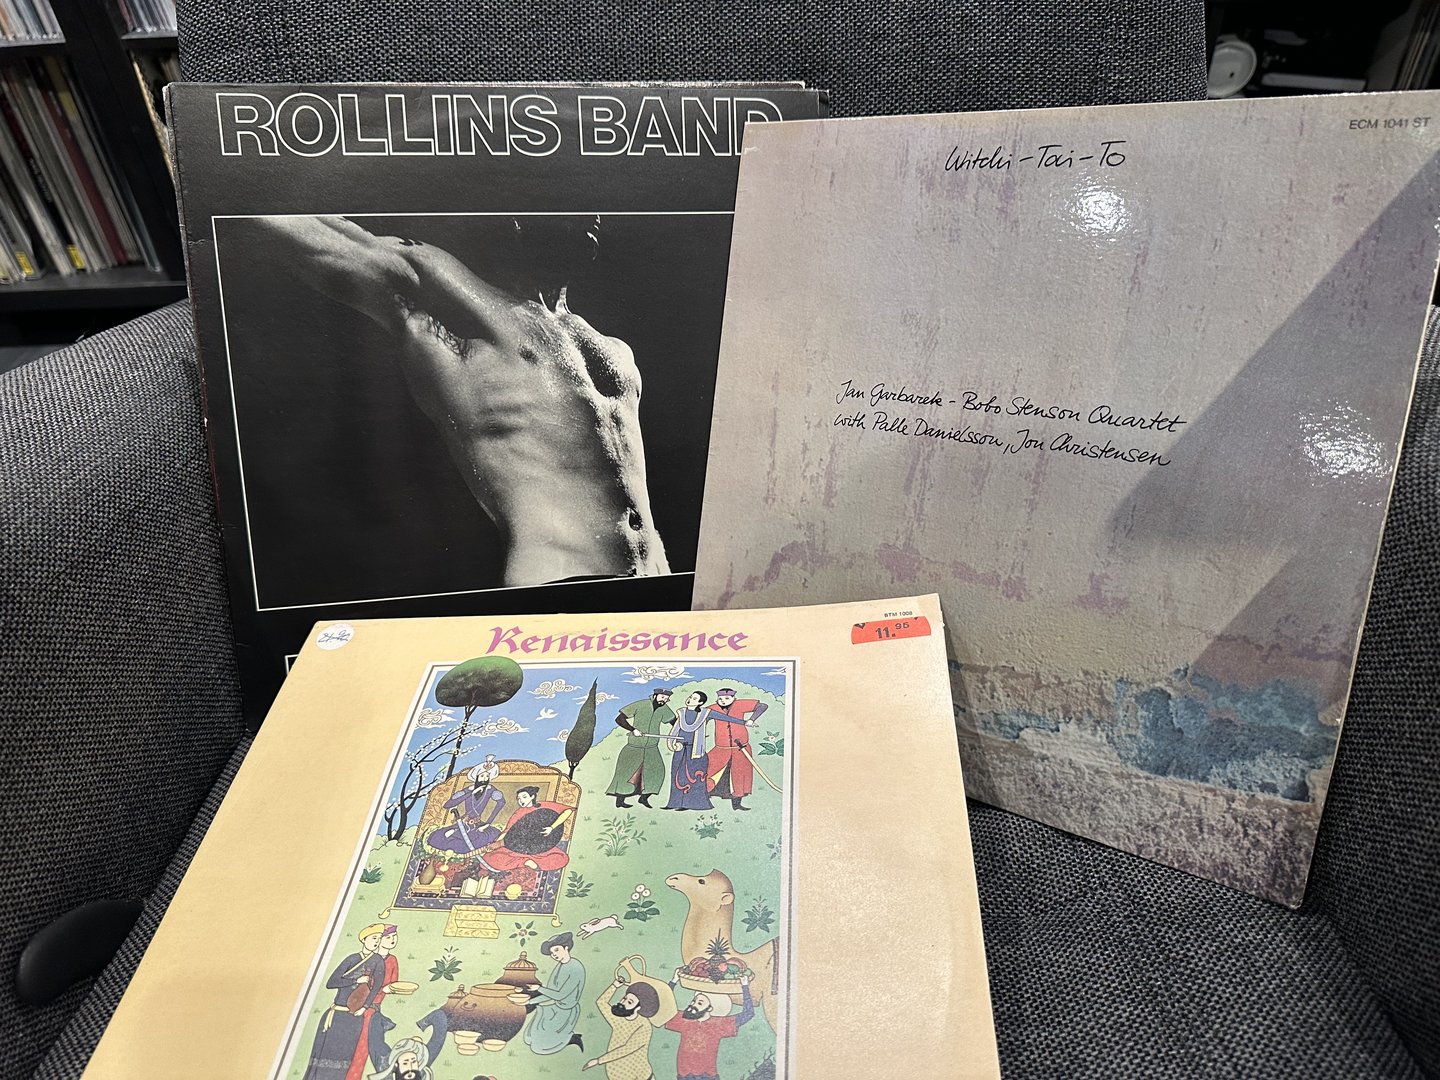 ROLLINS BAND
ECM 1041 ST
Witchi-Tai-To
Jan Garbarek - Bobo Stenson Quartet
with Palle Danielsson, Jon Christensen
Renaissance
BTM 1006
11.95